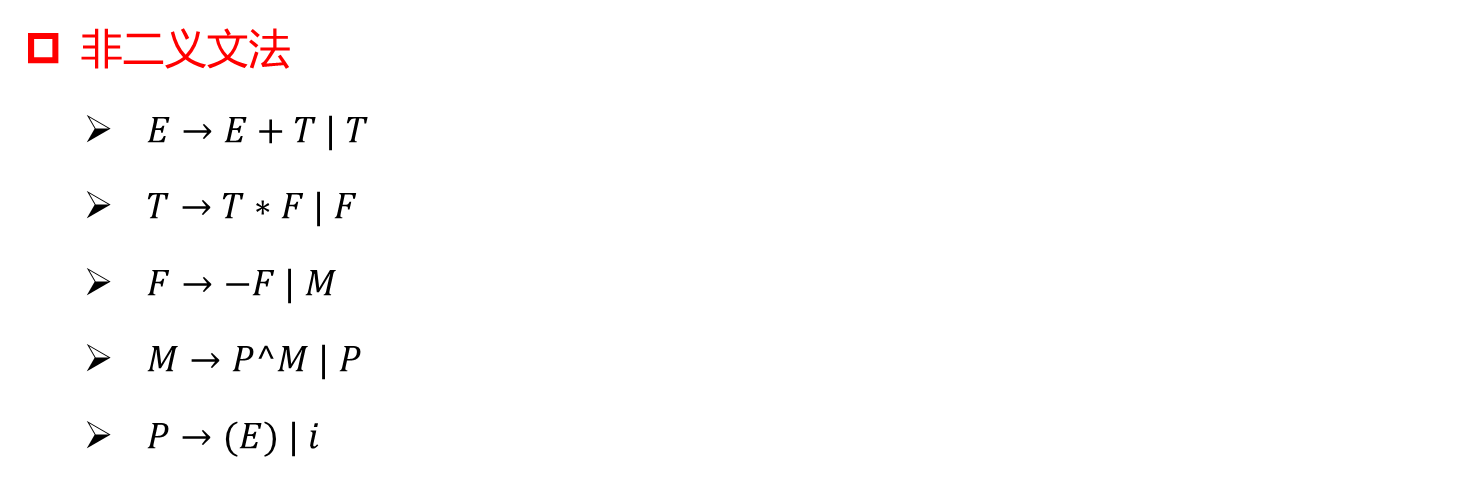 非二义文法
E → E + T | T
T → T ∗ F | F
F → −F | M
M → P^M | P
P → (E) | i